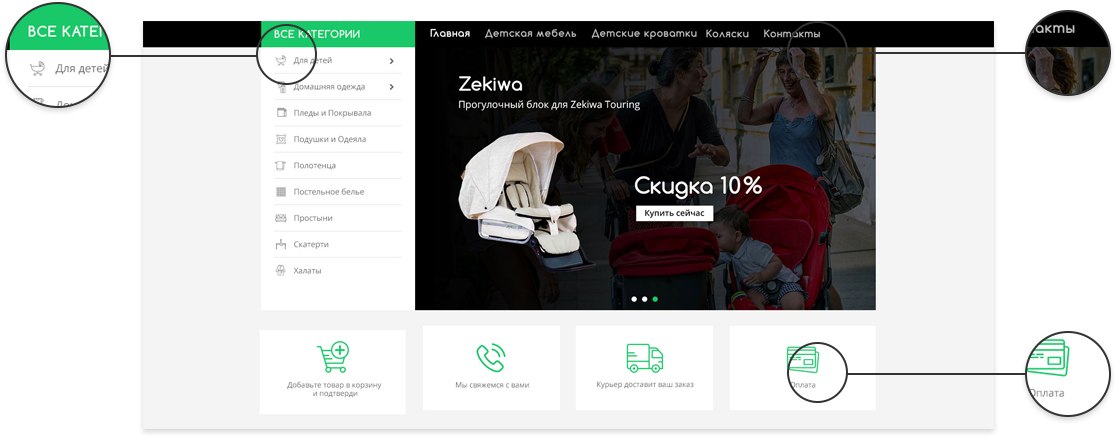 ВСЕ КАТЕГ
Для детей
ВСЕ КАТЕГОРИИ
Главная Детская мебель Детские кроватки Коляски Контакты
Для детей
Домашняя одежда
Пледы и Покрывала
Подушки и Одеяла
Полотенца
Постельное белье
Простыни
Скатерти
Халаты
Zekiwa
Прогулочный блок для Zekiwa Touring
Скидка 10%
Купить сейчас
акты
Добавьте товар в корзину
и подтверди
Мы свяжемся с вами
Курьер доставит ваш заказ
Оплата
Оплата